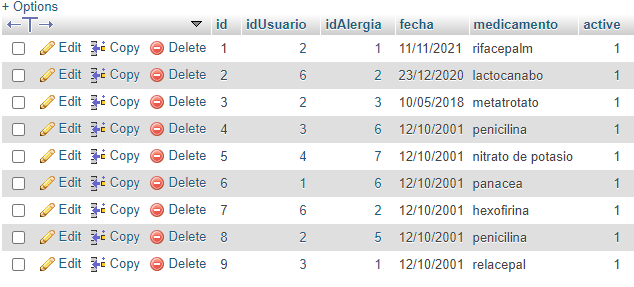 + Options
←T→ id idUsuario idAlergia fecha medicamento active
Edit Copy Delete 1 2 1 11/11/2021 rifacepalm 1
Edit Copy Delete 2 6 2 23/12/2020 lactocanabo 1
Edit Copy Delete 3 2 3 10/05/2018 metatrotato 1
Edit Copy Delete 4 3 6 12/10/2001 penicilina 1
Edit Copy Delete 5 4 7 12/10/2001 nitrato de potasio 1
Edit Copy Delete 6 1 6 12/10/2001 panacea 1
Edit Copy Delete 7 6 2 12/10/2001 hexofirina 1
Edit Copy Delete 8 2 5 12/10/2001 penicilina 1
Edit Copy Delete 9 3 1 12/10/2001 relacepal 1